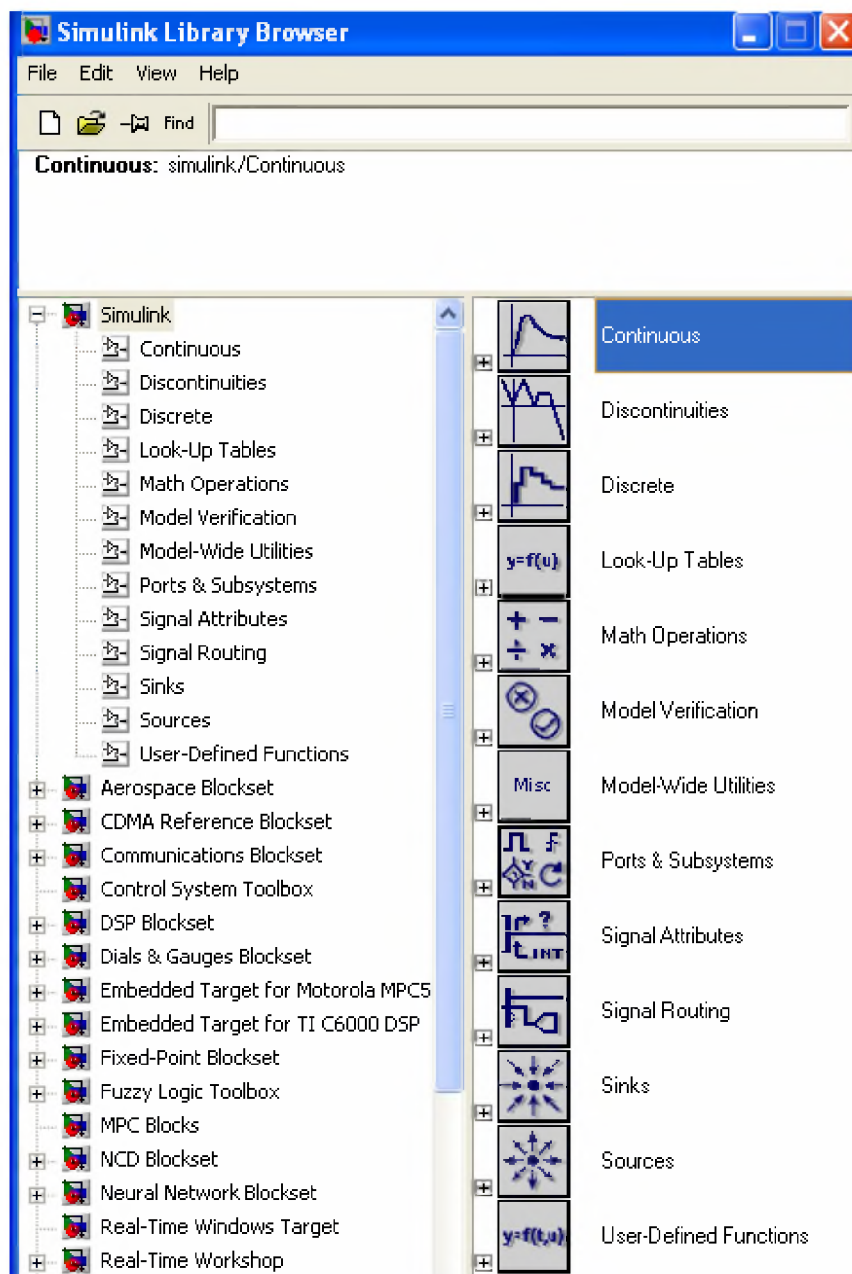 Simulink Library Browser
File Edit View Help
Find
Continuous: simulink/Continuous
Simulink
Continuous
Discontinuities
Discrete
Look-Up Tables
Math Operations
Model Verification
Model-Wide Utilities
Ports & Subsystems
Signal Attributes
Signal Routing
Sinks
Sources
User-Defined Functions
Aerospace Blockset
CDMA Reference Blockset
Communications Blockset
Control System Toolbox
DSP Blockset
Dials & Gauges Blockset
Embedded Target for Motorola MPC5
Embedded Target for TI C6000 DSP
Fixed-Point Blockset
Fuzzy Logic Toolbox
MPC Blocks
NCD Blockset
Neural Network Blockset
Real-Time Windows Target
Real-Time Workshop
Continuous
Discontinuities
Discrete
y=f(u) Look-Up Tables
+ − ÷ × Math Operations
Model Verification
Misc Model-Wide Utilities
Y N Ports & Subsystems
? t.INT Signal Attributes
Signal Routing
Sinks
Sources
y=f(t,u) User-Defined Functions